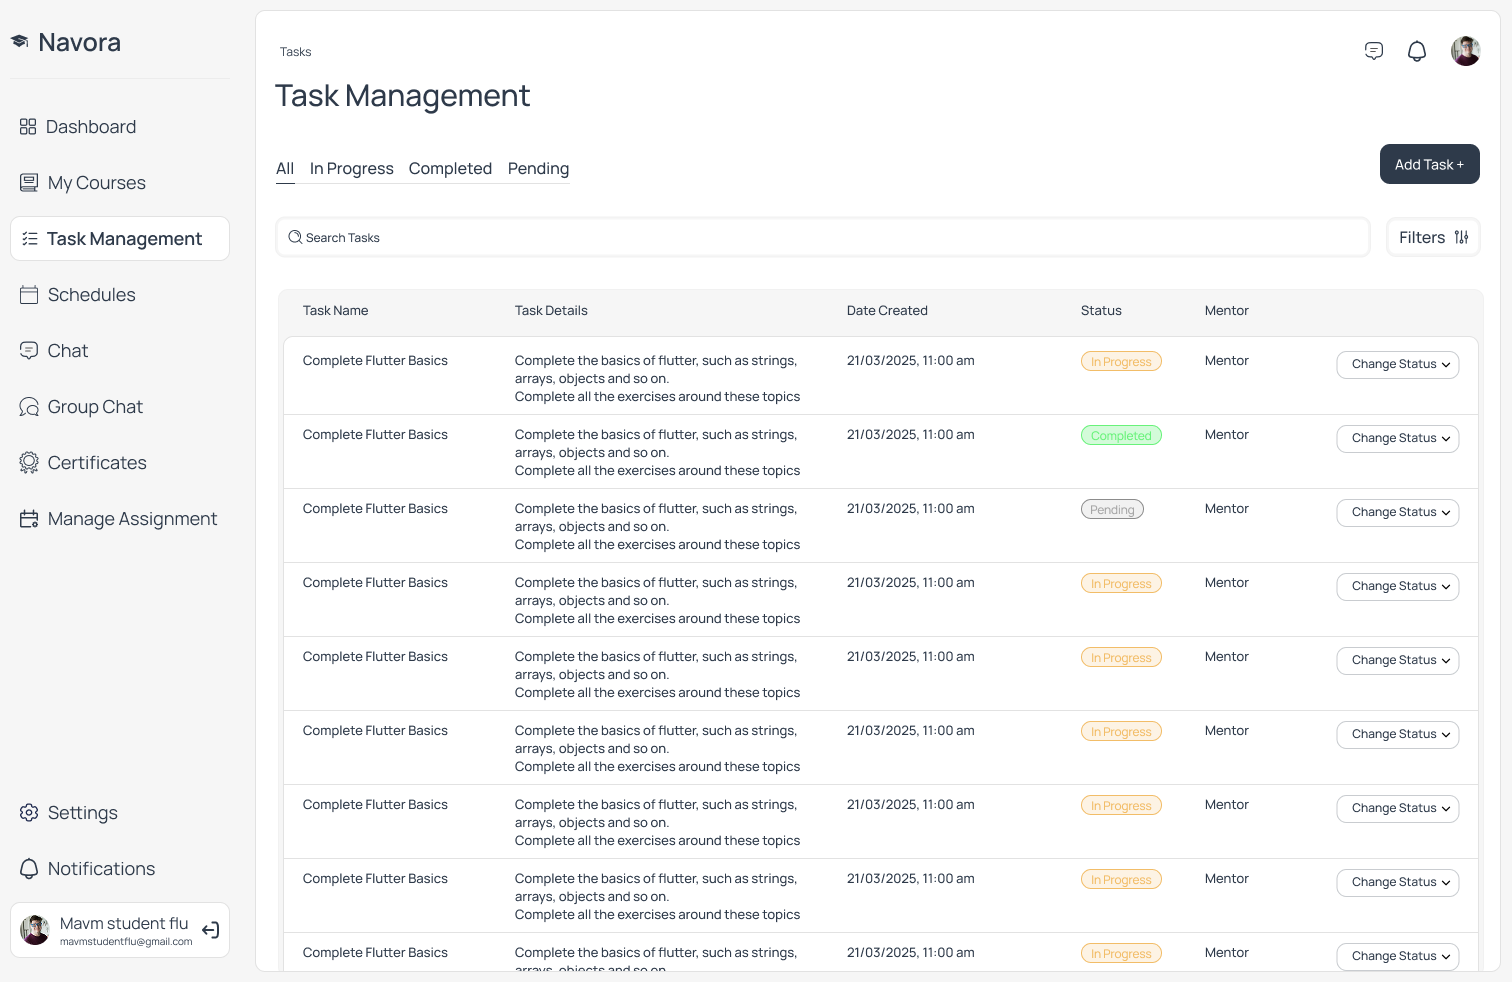 Navora
Dashboard
My Courses
Task Management
Schedules
Chat
Group Chat
Certificates
Manage Assignment
Settings
Notifications
Mavm student flu
mavmstudentflu@gmail.com
Tasks
Task Management
All In Progress Completed Pending
Add Task +
Search Tasks
Filters
Task Name Task Details Date Created Status Mentor
Complete Flutter Basics Complete the basics of flutter, such as strings, 21/03/2025, 11:00 am In Progress Mentor Change Status
arrays, objects and so on.
Complete all the exercises around these topics
Complete Flutter Basics Complete the basics of flutter, such as strings, 21/03/2025, 11:00 am Completed Mentor Change Status
arrays, objects and so on.
Complete all the exercises around these topics
Complete Flutter Basics Complete the basics of flutter, such as strings, 21/03/2025, 11:00 am Pending Mentor Change Status
arrays, objects and so on.
Complete all the exercises around these topics
Complete Flutter Basics Complete the basics of flutter, such as strings, 21/03/2025, 11:00 am In Progress Mentor Change Status
arrays, objects and so on.
Complete all the exercises around these topics
Complete Flutter Basics Complete the basics of flutter, such as strings, 21/03/2025, 11:00 am In Progress Mentor Change Status
arrays, objects and so on.
Complete all the exercises around these topics
Complete Flutter Basics Complete the basics of flutter, such as strings, 21/03/2025, 11:00 am In Progress Mentor Change Status
arrays, objects and so on.
Complete all the exercises around these topics
Complete Flutter Basics Complete the basics of flutter, such as strings, 21/03/2025, 11:00 am In Progress Mentor Change Status
arrays, objects and so on.
Complete all the exercises around these topics
Complete Flutter Basics Complete the basics of flutter, such as strings, 21/03/2025, 11:00 am In Progress Mentor Change Status
arrays, objects and so on.
Complete all the exercises around these topics
Complete Flutter Basics Complete the basics of flutter, such as strings, 21/03/2025, 11:00 am In Progress Mentor Change Status
arrays, objects and so on.